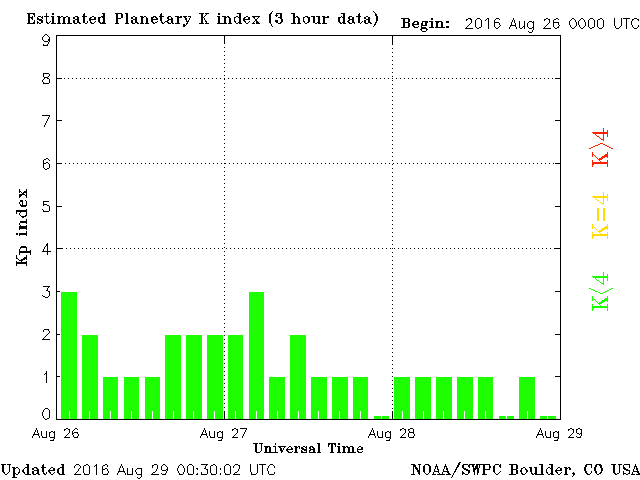 Estimated Planetary K index (3 hour data) Begin: 2016 Aug 26 0000 UTC
9
8
7
6
5
4
3
2
1
0
Kp index
K>4
K=4
K<4
Aug 26 Aug 27 Aug 28 Aug 29
Universal Time
Updated 2016 Aug 29 00:30:02 UTC NOAA/SWPC Boulder, CO USA